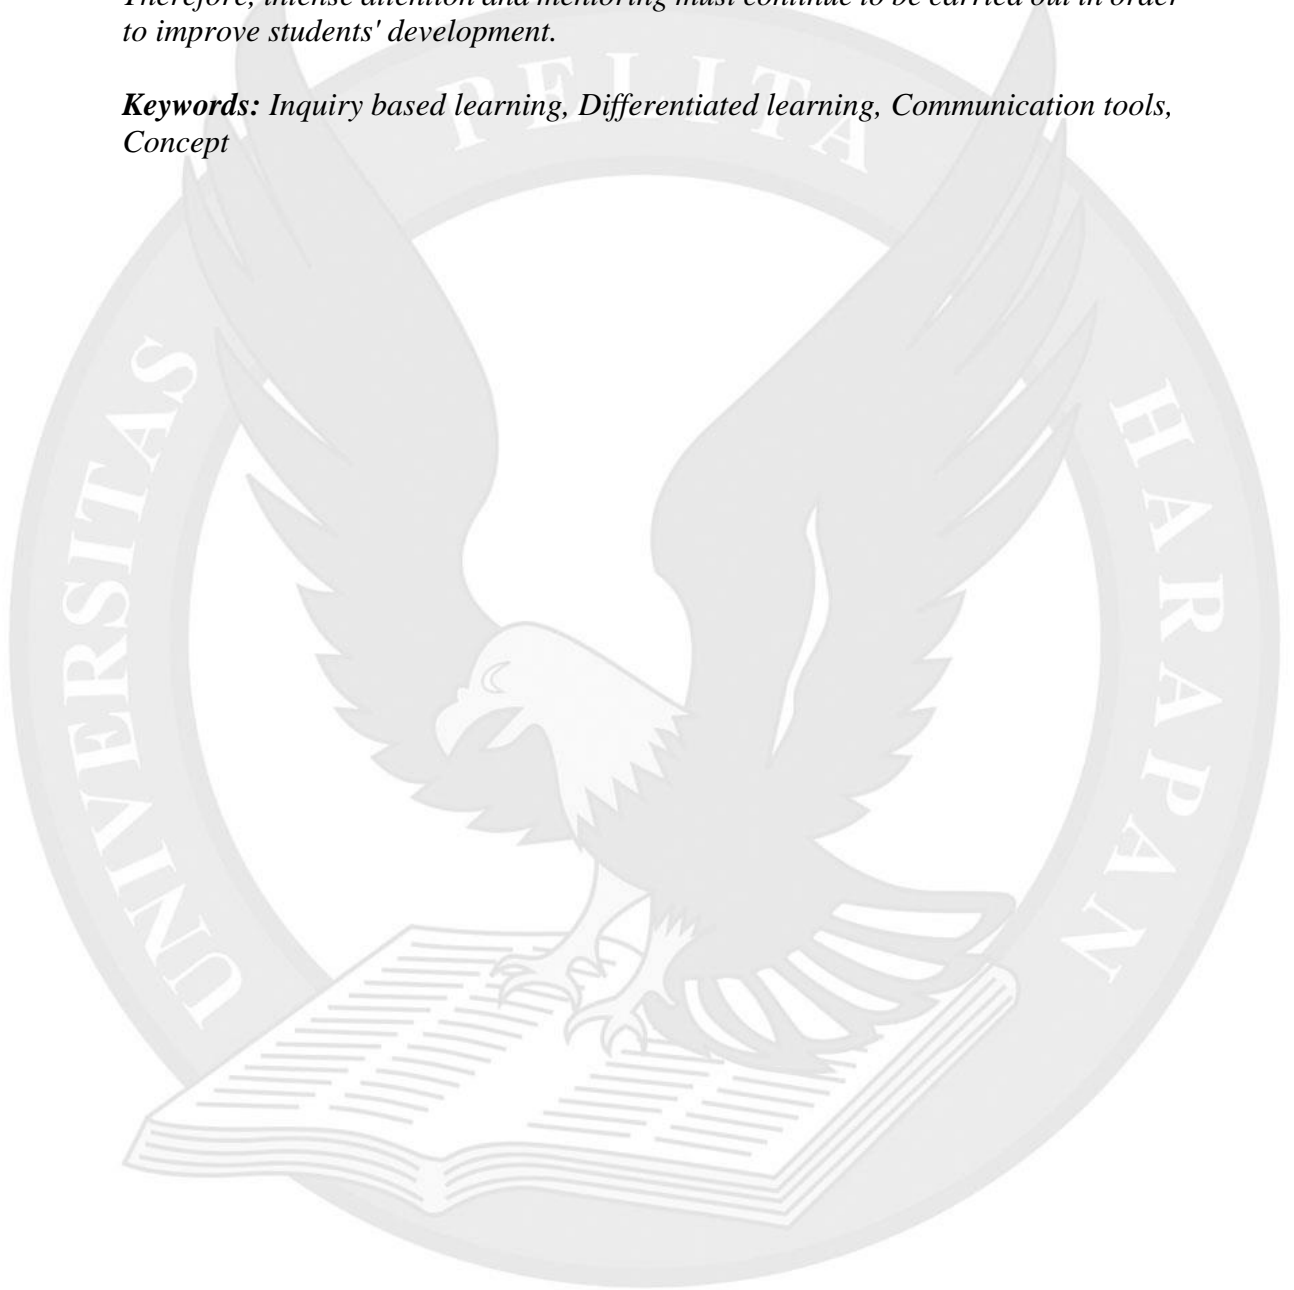 Therefore, intense attention and mentoring must continue to be carried out in order
to improve students' development.
Keywords: Inquiry based learning, Differentiated learning, Communication tools,
Concept
UNIVERSITAS PELITA HARAPAN